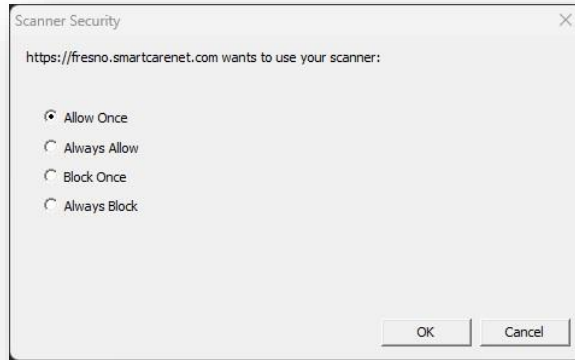 Scanner Security
https://fresno.smartcarenet.com wants to use your scanner:
Allow Once
Always Allow
Block Once
Always Block
OK Cancel